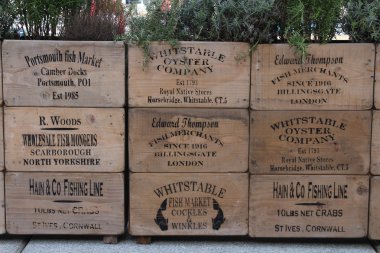 Portsmouth fish Market
Camber Docks
Portsmouth, PO1
Est 1985
WHITSTABLE
OYSTER
COMPANY
Est 1793
Royal Native Stores
Horsebridge, Whitstable, CT.5
Edward Thompson
FISH MERCHANTS
SINCE 1916
BILLINGSGATE
LONDON
R. WOODS
WHOLESALE FISH MONGERS
SCARBOROUGH
NORTH YORKSHIRE
Edward Thompson
FISH MERCHANTS
SINCE 1916
BILLINGSGATE
LONDON
WHITSTABLE
OYSTER
COMPANY
Est 1793
Royal Native Stores
Horsebridge, Whitstable, CT.5
HAIN & CO FISHING LINE
10LBS NET CRABS
ST IVES, CORNWALL
WHITSTABLE
FISH MARKET
COCKLES
&
WINKLES
HAIN & CO FISHING LINE
10LBS NET CRABS
ST IVES, CORNWALL